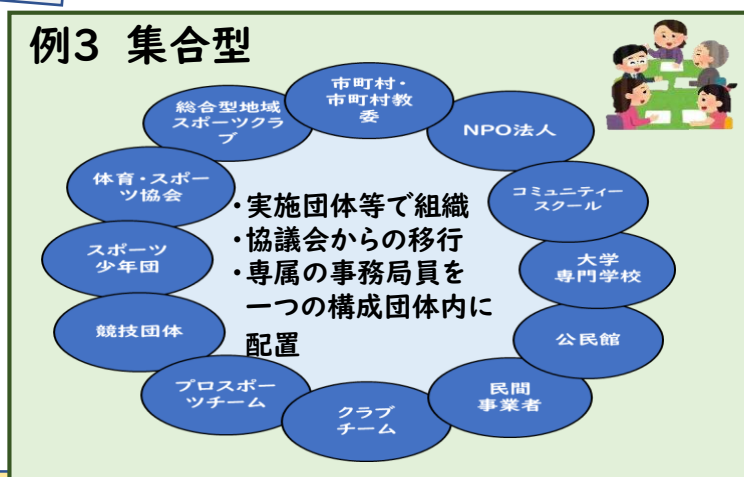 例3 集合型
市町村・
市町村教
委
NPO法人
コミュニティー
スクール
大学
専門学校
公民館
民間
事業者
クラブ
チーム
プロスポー
ツチーム
競技団体
スポーツ
少年団
体育・スポー
ツ協会
総合型地域
スポーツクラ
ブ
・実施団体等で組織
・協議会からの移行
・専属の事務局員を
一つの構成団体内に
配置